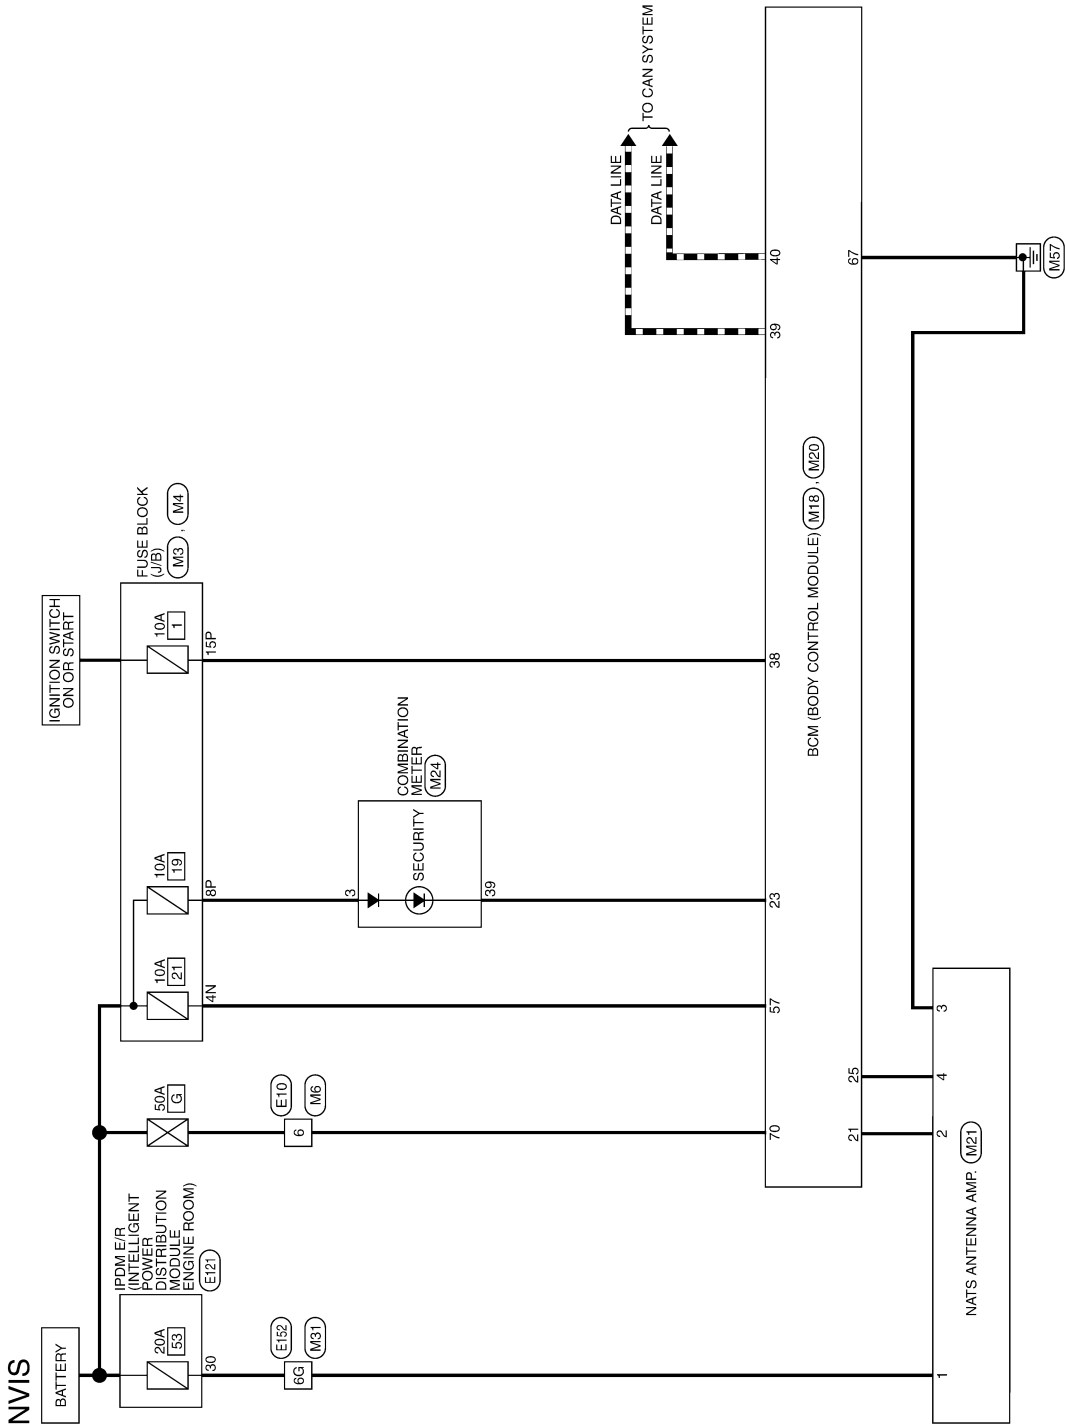 NVIS
BATTERY
IGNITION SWITCH
ON OR START
IPDM E/R
(INTELLIGENT
POWER
DISTRIBUTION
MODULE
ENGINE ROOM)
E121
20A
53
30
50A
G
10A
21
4N
10A
19
8P
10A
1
15P
FUSE BLOCK
(J/B)
M3 , M4
E152
6G
M31
E10
6
M6
3
SECURITY
39
COMBINATION
METER
M24
DATA LINE
DATA LINE
TO CAN SYSTEM
70
57
23
38
39
40
BCM (BODY CONTROL MODULE) M18 , M20
21
25
67
1
2
4
3
NATS ANTENNA AMP. M21
M57